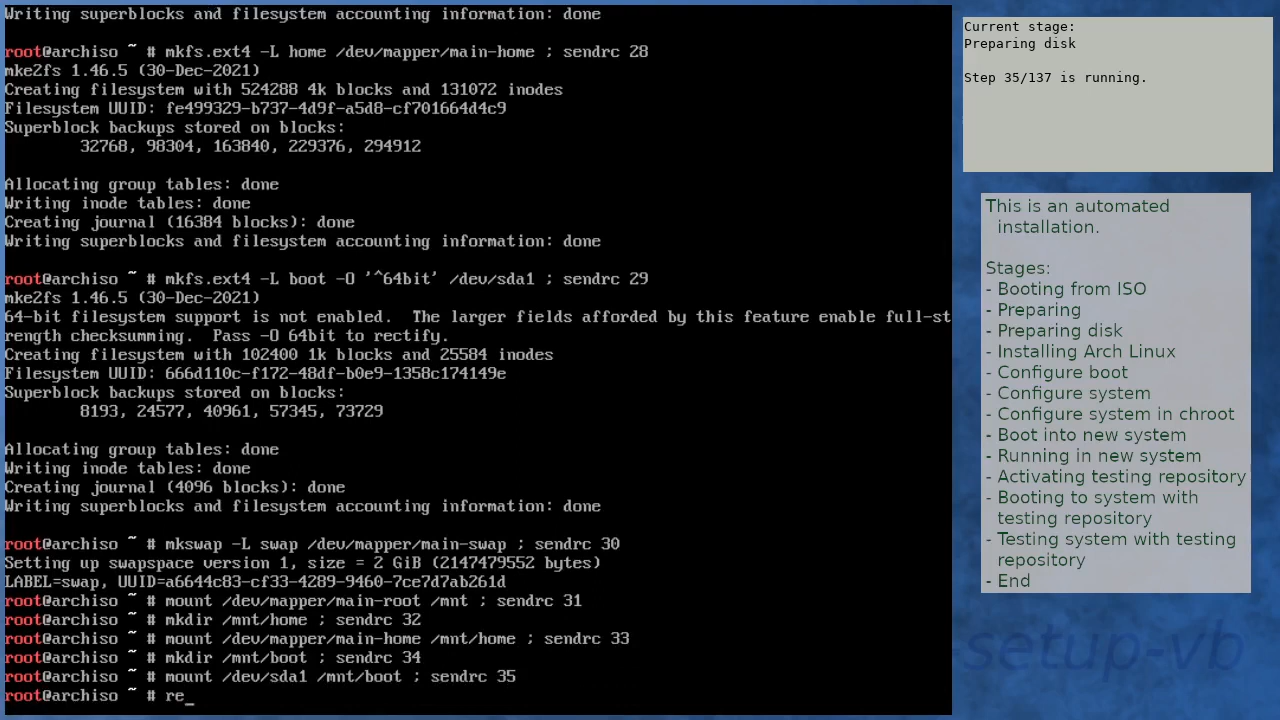 Writing superblocks and filesystem accounting information: done
root@archiso ~ # mkfs.ext4 -L home /dev/mapper/main-home ; sendrc 28
mke2fs 1.46.5 (30-Dec-2021)
Creating filesystem with 524288 4k blocks and 131072 inodes
Filesystem UUID: fe499329-b737-4d9f-a5d8-cf701664d4c9
Superblock backups stored on blocks:
        32768, 98304, 163840, 229376, 294912
Allocating group tables: done
Writing inode tables: done
Creating journal (16384 blocks): done
Writing superblocks and filesystem accounting information: done
root@archiso ~ # mkfs.ext4 -L boot -O '^64bit' /dev/sda1 ; sendrc 29
mke2fs 1.46.5 (30-Dec-2021)
64-bit filesystem support is not enabled.  The larger fields afforded by this feature enable full-st
rength checksumming.  Pass -O 64bit to rectify.
Creating filesystem with 102400 1k blocks and 25584 inodes
Filesystem UUID: 666d110c-f172-48df-b0e9-1358c174149e
Superblock backups stored on blocks:
        8193, 24577, 40961, 57345, 73729
Allocating group tables: done
Writing inode tables: done
Creating journal (4096 blocks): done
Writing superblocks and filesystem accounting information: done
root@archiso ~ # mkswap -L swap /dev/mapper/main-swap ; sendrc 30
Setting up swapspace version 1, size = 2 GiB (2147479552 bytes)
LABEL=swap, UUID=a6644c83-cf33-4289-9460-7ce7d7ab261d
root@archiso ~ # mount /dev/mapper/main-root /mnt ; sendrc 31
root@archiso ~ # mkdir /mnt/home ; sendrc 32
root@archiso ~ # mount /dev/mapper/main-home /mnt/home ; sendrc 33
root@archiso ~ # mkdir /mnt/boot ; sendrc 34
root@archiso ~ # mount /dev/sda1 /mnt/boot ; sendrc 35
root@archiso ~ # re_
Current stage:
Preparing disk
Step 35/137 is running.
This is an automated
installation.
Stages:
- Booting from ISO
- Preparing
- Preparing disk
- Installing Arch Linux
- Configure boot
- Configure system
- Configure system in chroot
- Boot into new system
- Running in new system
- Activating testing repository
- Booting to system with
testing repository
- Testing system with testing
repository
- End
-setup-vb